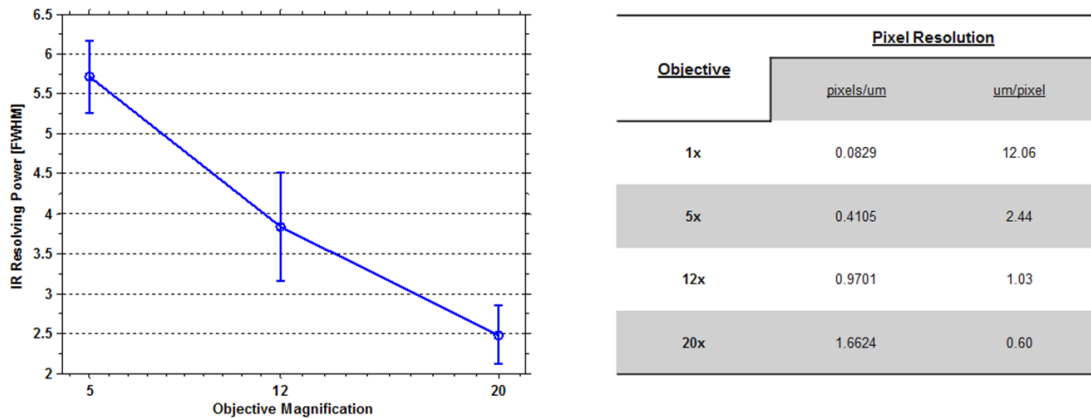 6.5
6
5.5
5
4.5
4
3.5
3
2.5
2
IR Resolving Power [FWHM]
5
12
20
Objective Magnification
Objective
Pixel Resolution
pixels/um
um/pixel
1x
0.0829
12.06
5x
0.4105
2.44
12x
0.9701
1.03
20x
1.6624
0.60